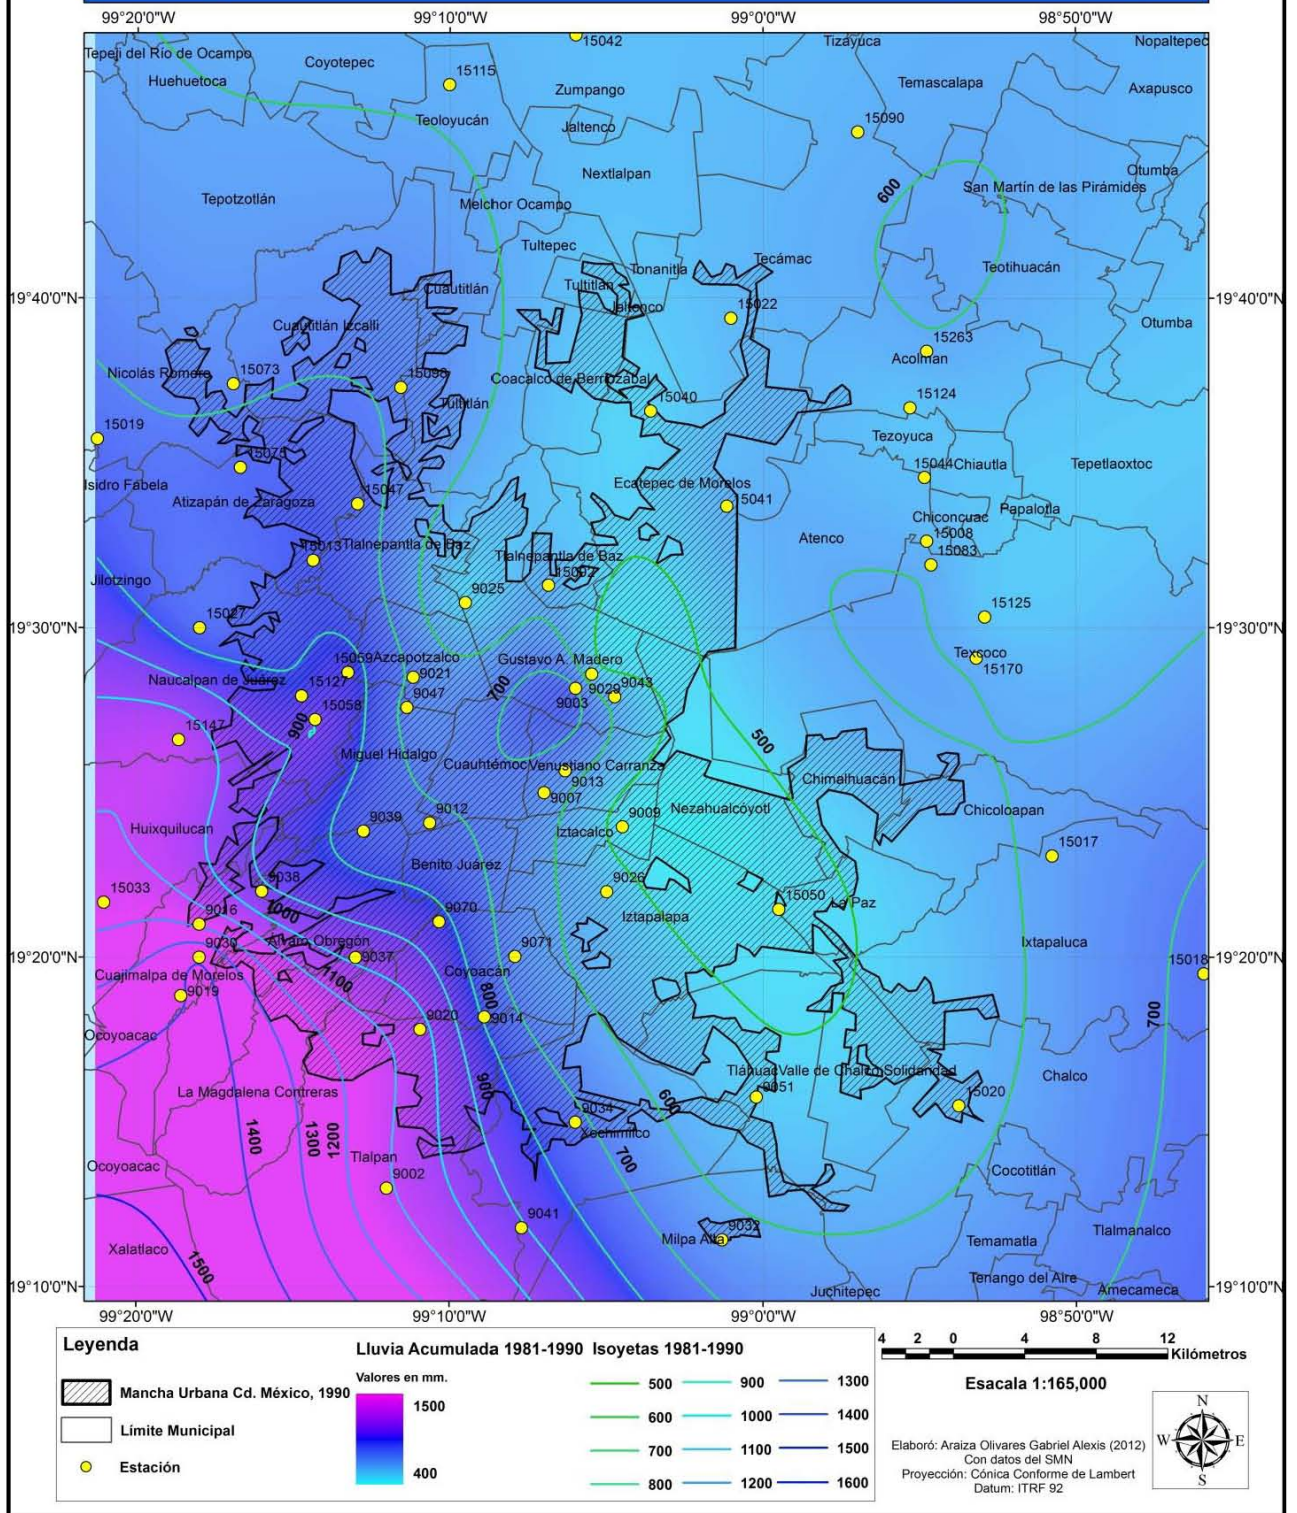 99°20'0"W 99°10'0"W 99°0'0"W 98°50'0"W
15042
Tizayuca
Nopaltepec
Tepeji del Río de Ocampo
Coyotepec
15115
Huehuetoca
Zumpango
Temascalapa
Axapusco
Teoloyucán
Jaltenco
15090
Nextlalpan
Otumba
600
San Martín de las Pirámides
Tepotzotlán
Melchor Ocampo
Tultepec
Tecámac
Tonanitla
Teotihuacán
Cuautitlán
Tultitlán
19°40'0"N
19°40'0"N
Jaltenco
15022
Cuautitlán Izcalli
Otumba
15263
Acolman
Nicolás Romero
15073
15098
Coacalco de Berriozábal
15040
15124
Tultitlán
15019
Tezoyuca
15075
15044
Chiautla
Tepetlaoxtoc
Isidro Fabela
Ecatepec de Morelos
Atizapán de Zaragoza
15047
15041
Papalotla
Chiconcuac
15008
15013
Tlalnepantla de Baz
Atenco
15083
Tlalnepantla de Baz
Jilotzingo
15092
9025
15125
15027
19°30'0"N
19°30'0"N
15059
Azcapotzalco
Gustavo A. Madero
Texcoco
9021
15170
Naucalpan de Juárez
15127
700
9029
9043
9047
9003
15058
900
15147
500
Miguel Hidalgo
Cuauhtémoc
Venustiano Carranza
9013
Chimalhuacán
9007
Nezahualcóyotl
Chicoloapan
Huixquilucan
9039
9012
9009
Iztacalco
15017
Benito Juárez
9038
9026
15033
15050
La Paz
9016
1000
9070
Iztapalapa
9030
Alvaro Obregón
9037
9071
Ixtapaluca
15018
19°20'0"N
19°20'0"N
Cuajimalpa de Morelos
1100
Coyoacán
9019
800
700
9020
9014
Ocoyoacac
Tláhuac
Valle de Chalco Solidaridad
Chalco
La Magdalena Contreras
900
9051
600
15020
9034
Xochimilco
1400
1300
1200
Tlalpan
700
Ocoyoacac
9002
Cocotitlán
9041
9032
Tlalmanalco
Milpa Alta
Temamatla
Xalatlaco
1500
Tenango del Aire
19°10'0"N
19°10'0"N
Juchitepec
Amecameca
99°20'0"W 99°10'0"W 99°0'0"W 98°50'0"W
Leyenda
Mancha Urbana Cd. México, 1990
Límite Municipal
Estación
Lluvia Acumulada 1981-1990
Valores en mm.
1500
400
Isoyetas 1981-1990
500 900 1300
600 1000 1400
700 1100 1500
800 1200 1600
4 2 0 4 8 12
Kilómetros
Esacala 1:165,000
Elaboró: Araiza Olivares Gabriel Alexis (2012)
Con datos del SMN
Proyección: Cónica Conforme de Lambert
Datum: ITRF 92
N
W E
S